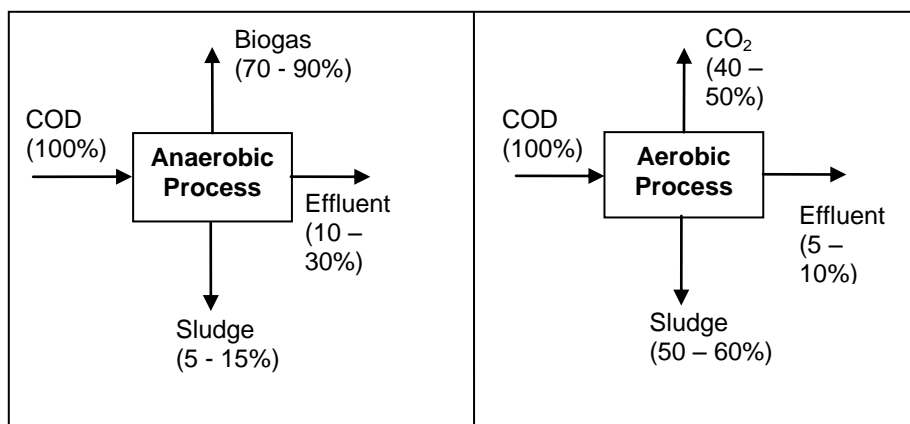 Biogas
(70 - 90%)
COD
(100%)
Anaerobic
Process
Effluent
(10 –
30%)
Sludge
(5 - 15%)
CO₂
(40 –
50%)
COD
(100%)
Aerobic
Process
Effluent
(5 –
10%)
Sludge
(50 – 60%)